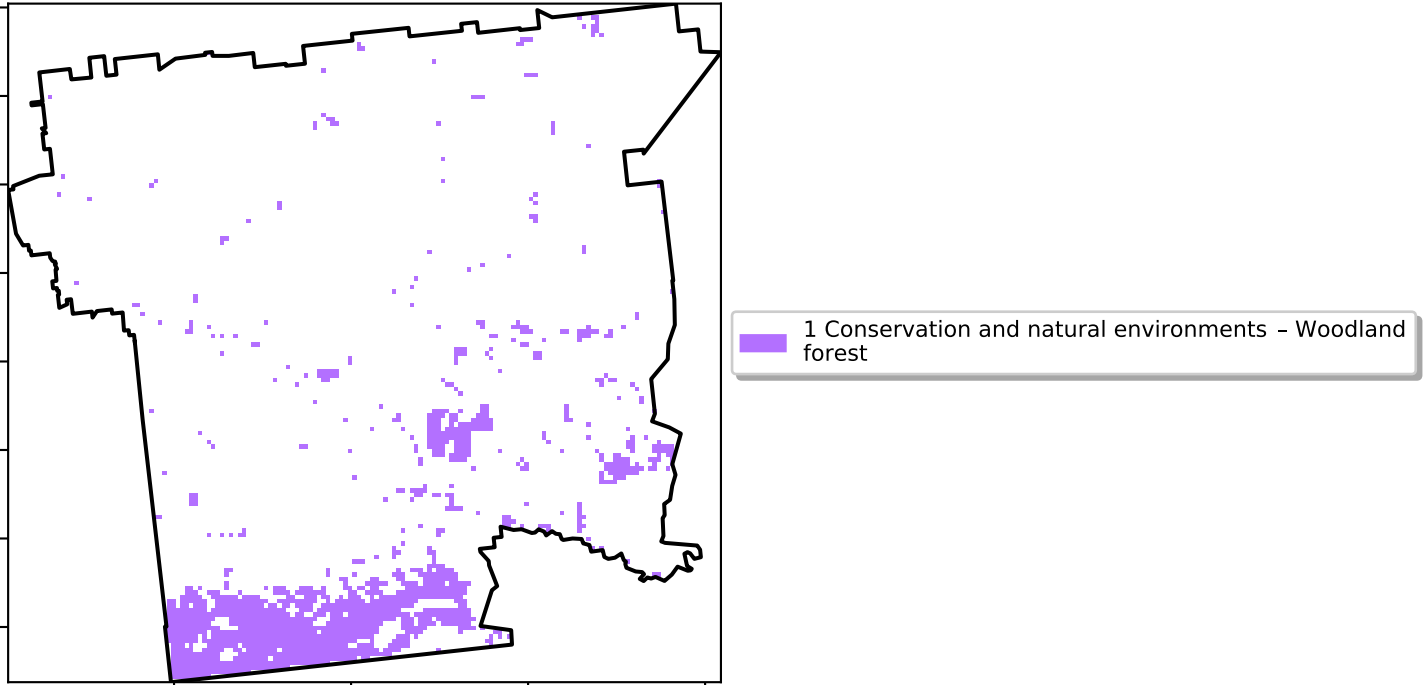 1 Conservation and natural environments – Woodland
forest